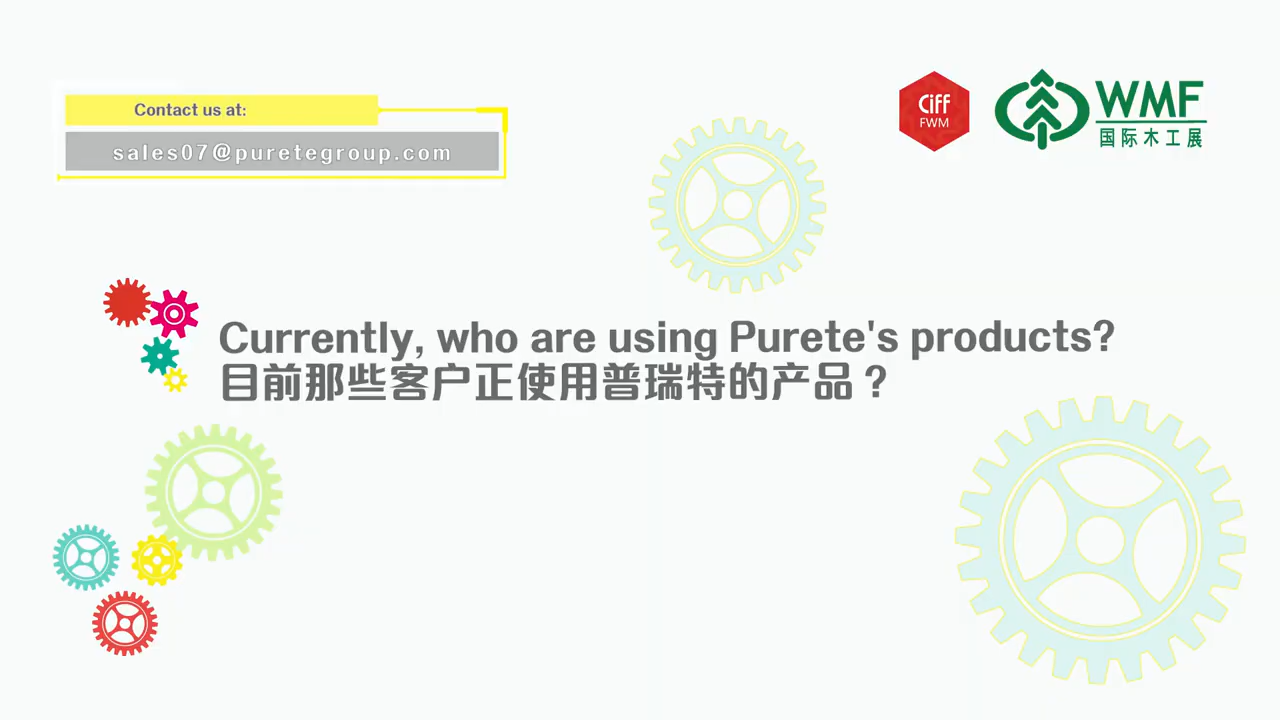 Contact us at:
sales07@puretegroup.com
Ciff
FWM
WMF
国际木工展
Currently, who are using Purete's products?
目前那些客户正使用普瑞特的产品？